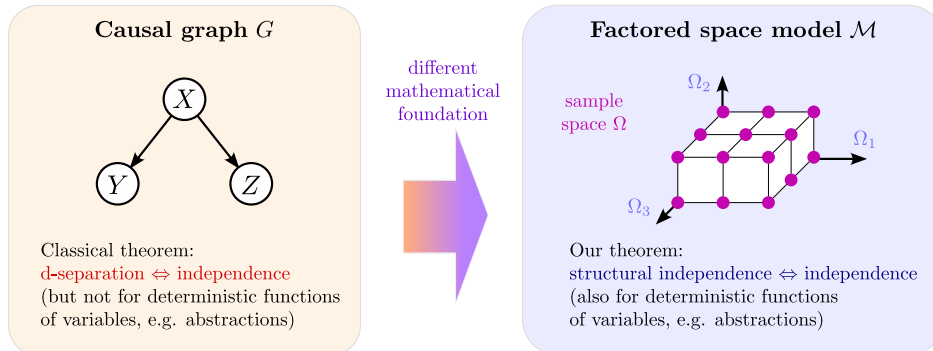 Causal graph G
X
Y
Z
Classical theorem:
d-separation ⇔ independence
(but not for deterministic functions
of variables, e.g. abstractions)
different
mathematical
foundation
Factored space model ℳ
sample
space Ω
Ω₂
Ω₁
Ω₃
Our theorem:
structural independence ⇔ independence
(also for deterministic functions
of variables, e.g. abstractions)